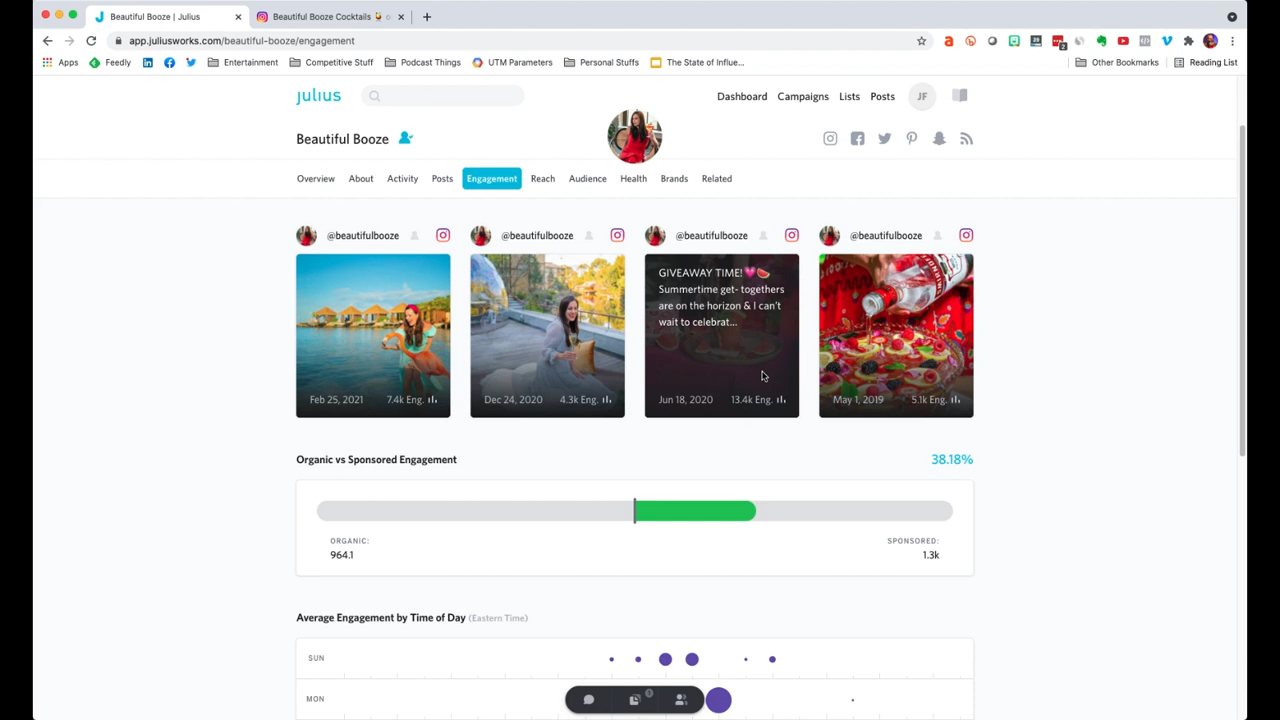 Beautiful Booze | Julius
Beautiful Booze Cocktails
app.juliusworks.com/beautiful-booze/engagement
Apps
Feedly
Entertainment
Competitive Stuff
Podcast Things
UTM Parameters
Personal Stuffs
The State of Influe...
Other Bookmarks
Reading List
julius
Dashboard
Campaigns
Lists
Posts
JF
Beautiful Booze
Overview
About
Activity
Posts
Engagement
Reach
Audience
Health
Brands
Related
@beautifulbooze
@beautifulbooze
@beautifulbooze
@beautifulbooze
GIVEAWAY TIME!💗🍉
Summertime get- togethers
are on the horizon & I can't
wait to celebrat...
Feb 25, 2021 7.4k Eng.
Dec 24, 2020 4.3k Eng.
Jun 18, 2020 13.4k Eng.
May 1, 2019 5.1k Eng.
Organic vs Sponsored Engagement
38.18%
ORGANIC:
964.1
SPONSORED:
1.3k
Average Engagement by Time of Day (Eastern Time)
SUN
MON